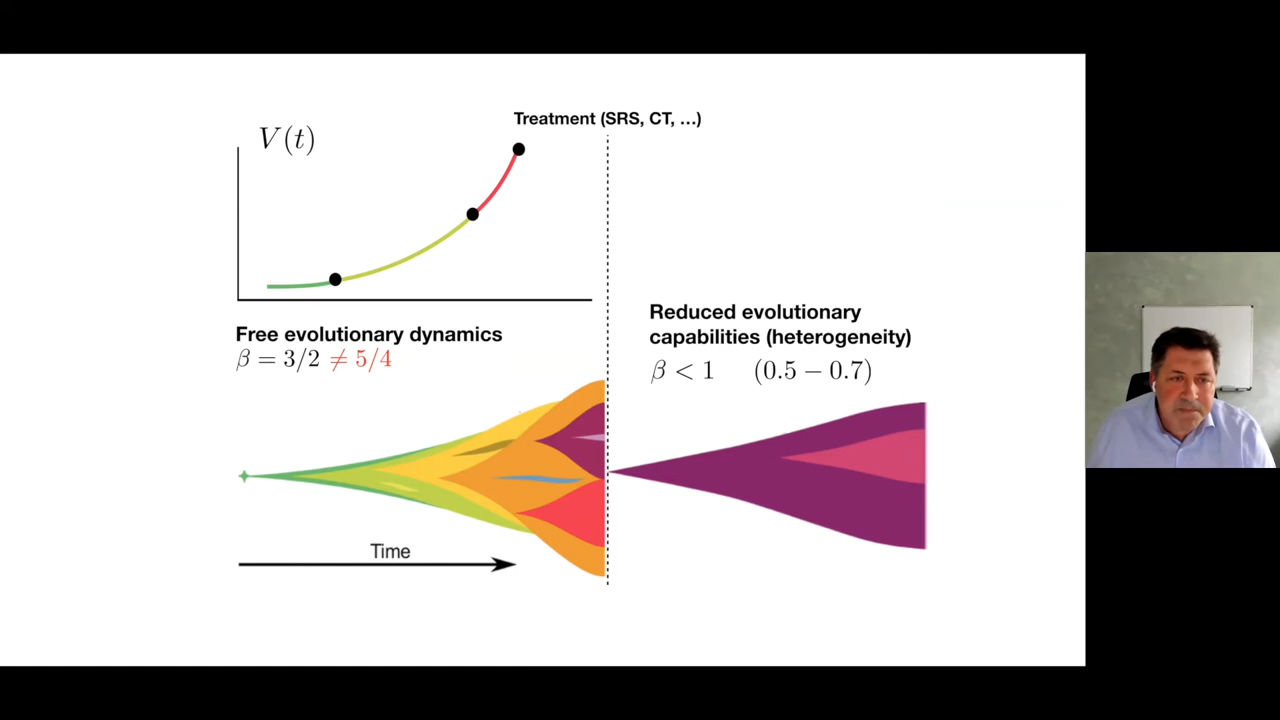 Treatment (SRS, CT, ...)
V(t)
Free evolutionary dynamics
β = 3/2 ≠ 5/4
Reduced evolutionary
capabilities (heterogeneity)
β < 1 (0.5 − 0.7)
Time